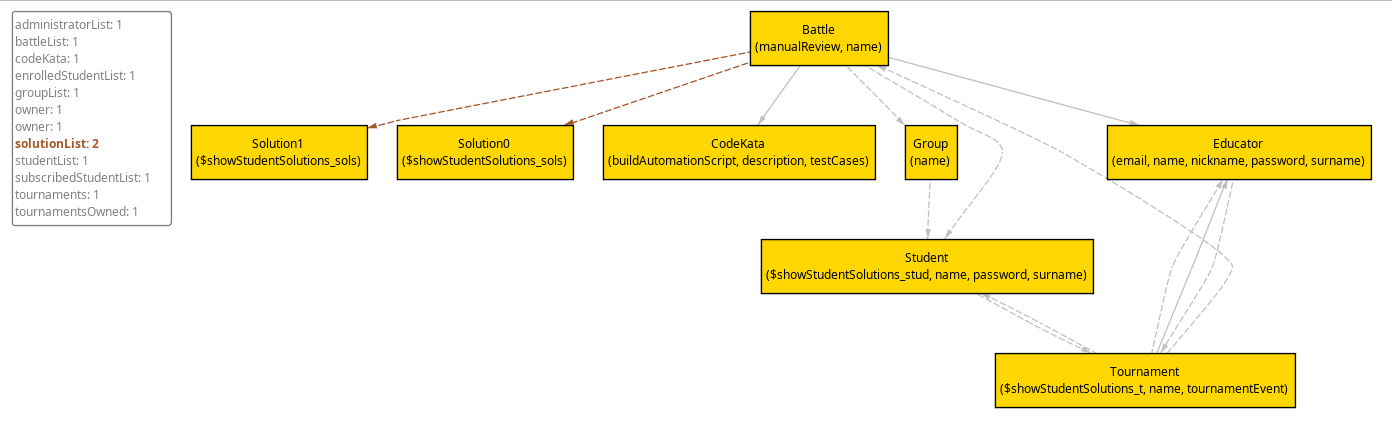 administratorList: 1
battleList: 1
codeKata: 1
enrolledStudentList: 1
groupList: 1
owner: 1
owner: 1
solutionList: 2
studentList: 1
subscribedStudentList: 1
tournaments: 1
tournamentsOwned: 1
Battle
(manualReview, name)
Solution1
($showStudentSolutions_sols)
Solution0
($showStudentSolutions_sols)
CodeKata
(buildAutomationScript, description, testCases)
Group
(name)
Educator
(email, name, nickname, password, surname)
Student
($showStudentSolutions_stud, name, password, surname)
Tournament
($showStudentSolutions_t, name, tournamentEvent)